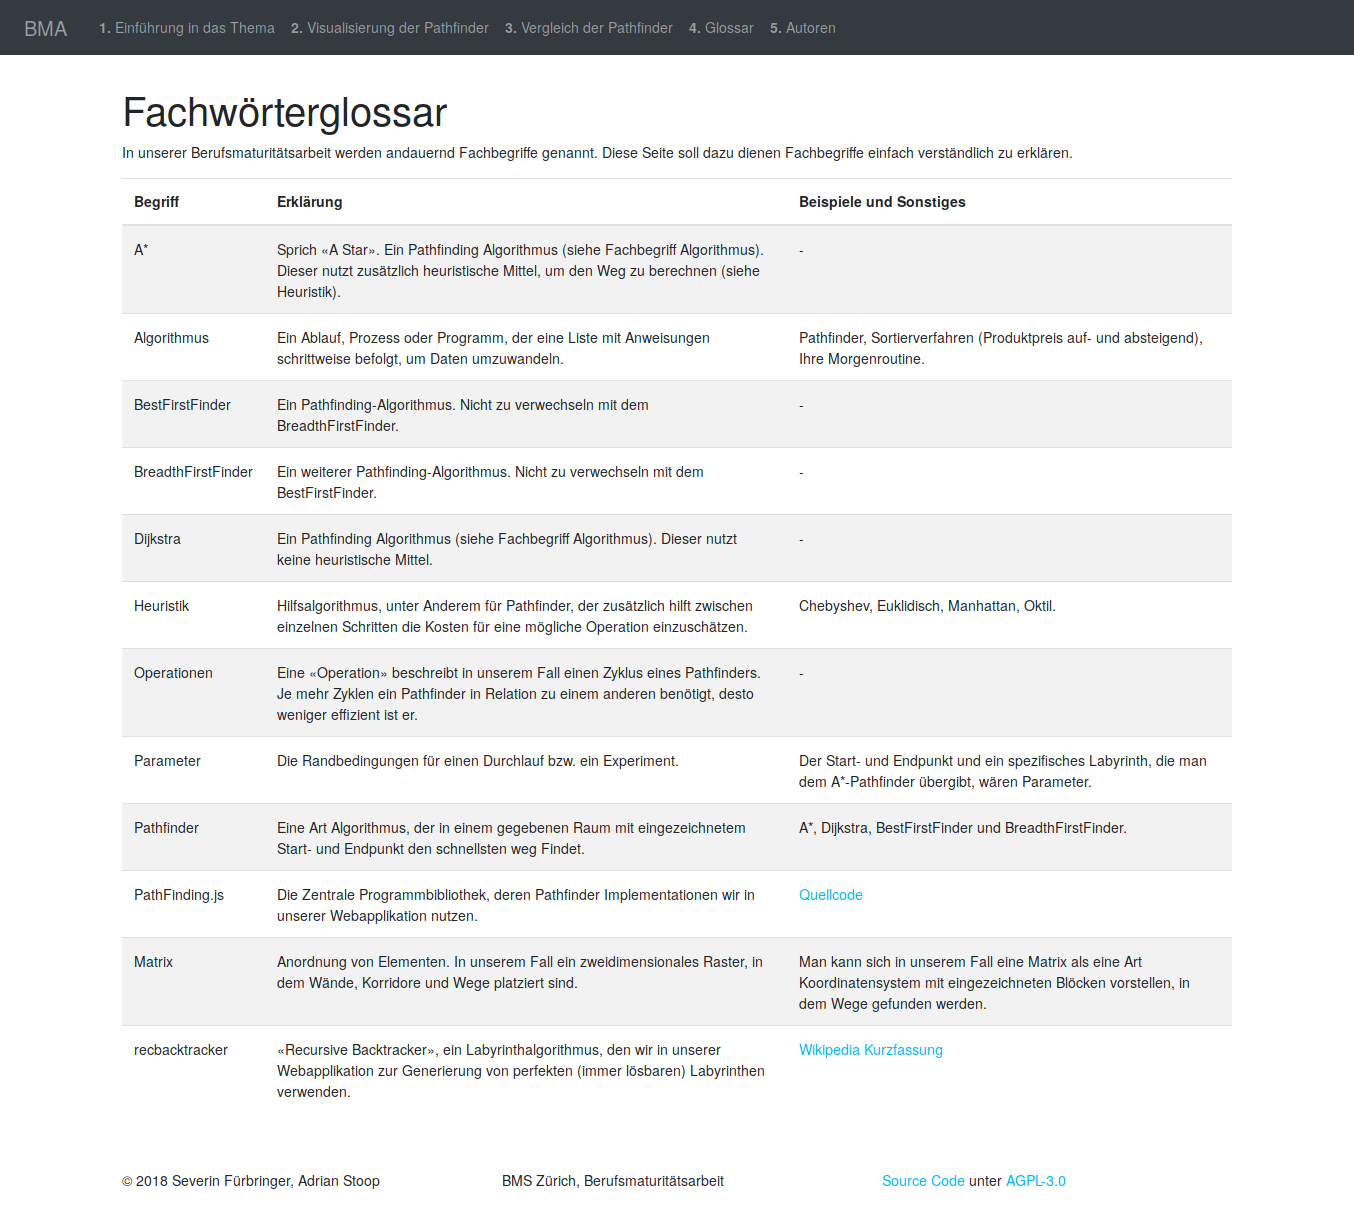 BMA 1. Einführung in das Thema 2. Visualisierung der Pathfinder 3. Vergleich der Pathfinder 4. Glossar 5. Autoren
Fachwörterglossar
In unserer Berufsmaturitätsarbeit werden andauernd Fachbegriffe genannt. Diese Seite soll dazu dienen Fachbegriffe einfach verständlich zu erklären.
Begriff Erklärung Beispiele und Sonstiges
A* Sprich «A Star». Ein Pathfinding Algorithmus (siehe Fachbegriff Algorithmus). -
Dieser nutzt zusätzlich heuristische Mittel, um den Weg zu berechnen (siehe
Heuristik).
Algorithmus Ein Ablauf, Prozess oder Programm, der eine Liste mit Anweisungen Pathfinder, Sortierverfahren (Produktpreis auf- und absteigend),
schrittweise befolgt, um Daten umzuwandeln. Ihre Morgenroutine.
BestFirstFinder Ein Pathfinding-Algorithmus. Nicht zu verwechseln mit dem -
BreadthFirstFinder.
BreadthFirstFinder Ein weiterer Pathfinding-Algorithmus. Nicht zu verwechseln mit dem -
BestFirstFinder.
Dijkstra Ein Pathfinding Algorithmus (siehe Fachbegriff Algorithmus). Dieser nutzt -
keine heuristische Mittel.
Heuristik Hilfsalgorithmus, unter Anderem für Pathfinder, der zusätzlich hilft zwischen Chebyshev, Euklidisch, Manhattan, Oktil.
einzelnen Schritten die Kosten für eine mögliche Operation einzuschätzen.
Operationen Eine «Operation» beschreibt in unserem Fall einen Zyklus eines Pathfinders. -
Je mehr Zyklen ein Pathfinder in Relation zu einem anderen benötigt, desto
weniger effizient ist er.
Parameter Die Randbedingungen für einen Durchlauf bzw. ein Experiment. Der Start- und Endpunkt und ein spezifisches Labyrinth, die man
dem A*-Pathfinder übergibt, wären Parameter.
Pathfinder Eine Art Algorithmus, der in einem gegebenen Raum mit eingezeichnetem A*, Dijkstra, BestFirstFinder und BreadthFirstFinder.
Start- und Endpunkt den schnellsten weg Findet.
PathFinding.js Die Zentrale Programmbibliothek, deren Pathfinder Implementationen wir in Quellcode
unserer Webapplikation nutzen.
Matrix Anordnung von Elementen. In unserem Fall ein zweidimensionales Raster, in Man kann sich in unserem Fall eine Matrix als eine Art
dem Wände, Korridore und Wege platziert sind. Koordinatensystem mit eingezeichneten Blöcken vorstellen, in
dem Wege gefunden werden.
recbacktracker «Recursive Backtracker», ein Labyrinthalgorithmus, den wir in unserer Wikipedia Kurzfassung
Webapplikation zur Generierung von perfekten (immer lösbaren) Labyrinthen
verwenden.
© 2018 Severin Fürbringer, Adrian Stoop BMS Zürich, Berufsmaturitätsarbeit Source Code unter AGPL-3.0